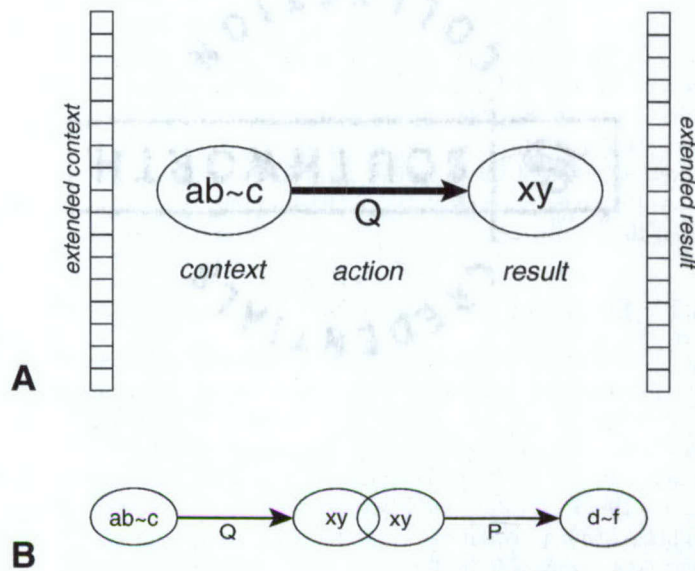 extended context
ab~c
Q
xy
context
action
result
extended result
A
ab~c
Q
xy
xy
P
d~f
B